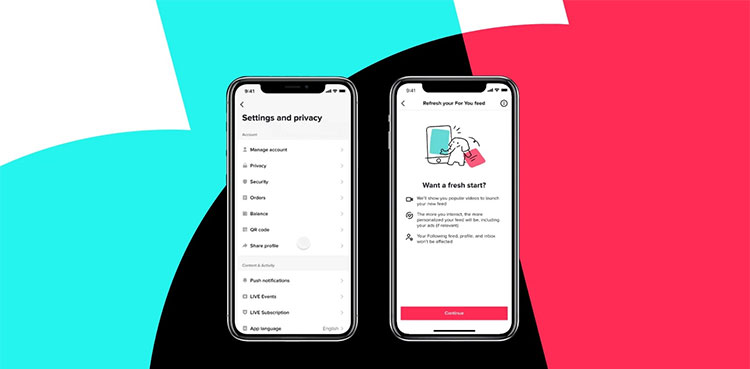 9:41
Settings and privacy
Account
Manage account
Privacy
Security
Orders
Balance
QR code
Share profile
Content & Activity
Push notifications
LIVE Events
LIVE Subscription
App language English
9:41
Refresh your For You feed
Want a fresh start?
We'll show you popular videos to launch
your new feed
The more you interact, the more
personalized your feed will be, including
your ads (if relevant)
Your Following feed, profile, and inbox
won't be affected
Continue